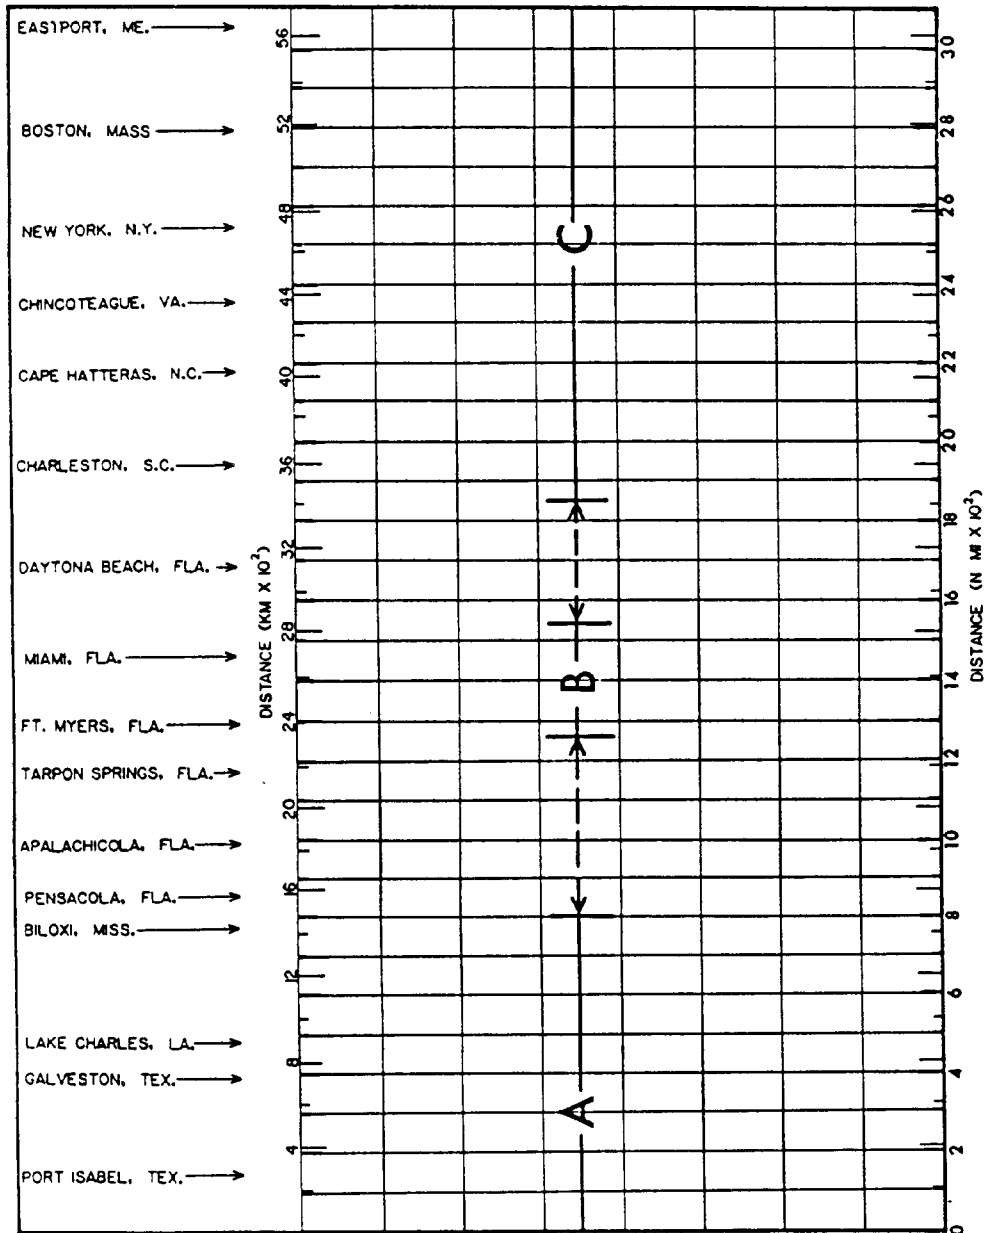 EASTPORT, ME.
BOSTON, MASS
NEW YORK, N.Y.
CHINCOTEAGUE, VA.
CAPE HATTERAS, N.C.
CHARLESTON, S.C.
DAYTONA BEACH, FLA.
MIAMI, FLA.
FT. MYERS, FLA.
TARPON SPRINGS, FLA.
APALACHICOLA, FLA.
PENSACOLA, FLA.
BILOXI, MISS.
LAKE CHARLES, LA.
GALVESTON, TEX.
PORT ISABEL, TEX.
DISTANCE (KM X 10²)
56
52
48
44
40
36
32
28
24
20
16
12
8
4
C
B
A
30
28
26
24
22
20
18
16
14
12
10
8
6
4
2
0
DISTANCE (N MI X 10²)